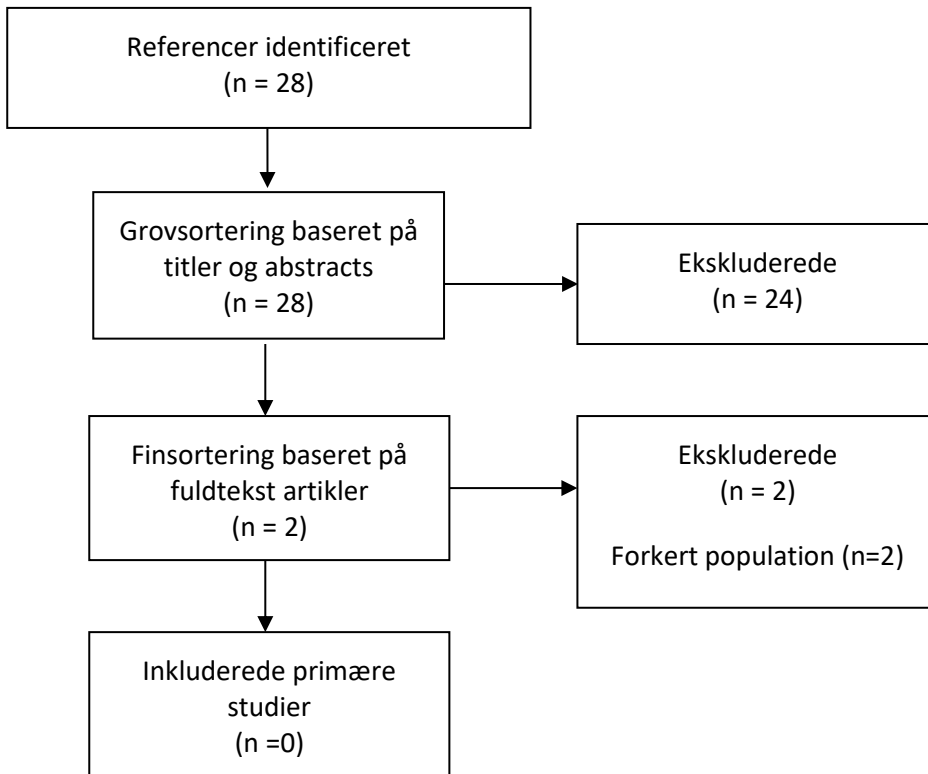 Referencer identificeret
(n = 28)
Grovsortering baseret på
titler og abstracts
(n = 28)
Ekskluderede
(n = 24)
Finsortering baseret på
fuldtekst artikler
(n = 2)
Ekskluderede
(n = 2)
Forkert population (n=2)
Inkluderede primære
studier
(n =0)